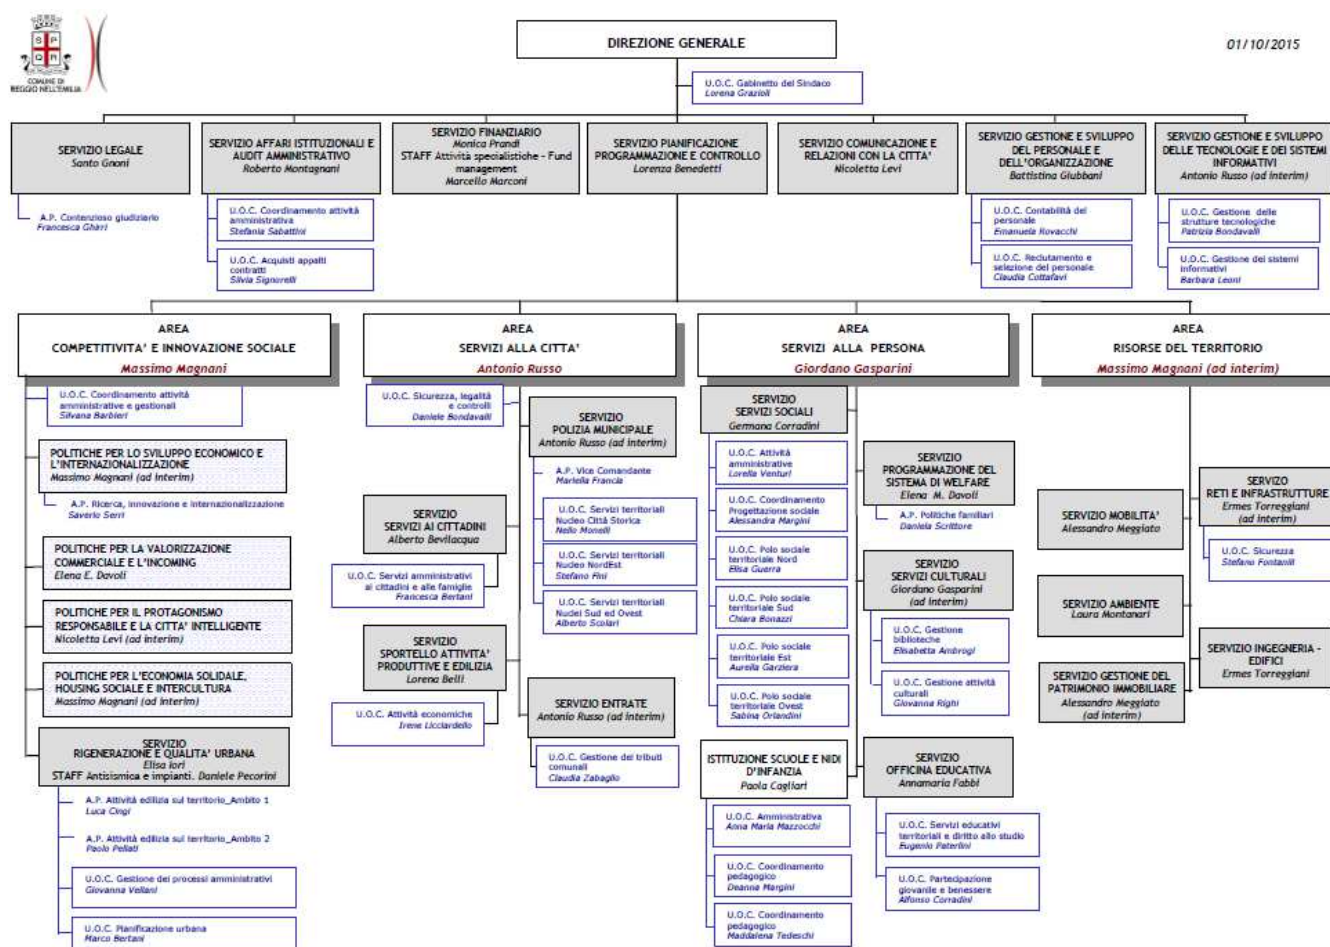 COMUNE DI
REGGIO NELL'EMILIA
DIREZIONE GENERALE
01/10/2015
U.O.C. Gabinetto del Sindaco
Lorena Grazioli
SERVIZIO LEGALE
Santo Gnoni
A.P. Contenzioso giudiziario
Francesca Ghirri
SERVIZIO AFFARI ISTITUZIONALI E
AUDIT AMMINISTRATIVO
Roberto Montagnani
U.O.C. Coordinamento attività
amministrativa
Stefania Sabattini
U.O.C. Acquisti appalti
contratti
Silvia Signorelli
SERVIZIO FINANZIARIO
Monica Prandi
STAFF Attività specialistiche - Fund
management
Marcello Marconi
SERVIZIO PIANIFICAZIONE
PROGRAMMAZIONE E CONTROLLO
Lorenza Benedetti
SERVIZIO COMUNICAZIONE E
RELAZIONI CON LA CITTA'
Nicoletta Levi
SERVIZIO GESTIONE E SVILUPPO
DEL PERSONALE E
DELL'ORGANIZZAZIONE
Battistina Giubbani
U.O.C. Contabilità del
personale
Emanuela Rovacchi
U.O.C. Reclutamento e
selezione del personale
Claudia Cottafavi
SERVIZIO GESTIONE E SVILUPPO
DELLE TECNOLOGIE E DEI SISTEMI
INFORMATIVI
Antonio Russo (ad interim)
U.O.C. Gestione delle
strutture tecnologiche
Patrizia Bondavalli
U.O.C. Gestione dei sistemi
informativi
Barbara Leoni
AREA
COMPETITIVITA' E INNOVAZIONE SOCIALE
Massimo Magnani
U.O.C. Coordinamento attività
amministrative e gestionali
Silvana Barbieri
POLITICHE PER LO SVILUPPO ECONOMICO E
L'INTERNAZIONALIZZAZIONE
Massimo Magnani (ad interim)
A.P. Ricerca, innovazione e internazionalizzazione
Saverio Serri
POLITICHE PER LA VALORIZZAZIONE
COMMERCIALE E L'INCOMING
Elena E. Davoli
POLITICHE PER IL PROTAGONISMO
RESPONSABILE E LA CITTA' INTELLIGENTE
Nicoletta Levi (ad interim)
POLITICHE PER L'ECONOMIA SOLIDALE,
HOUSING SOCIALE E INTERCULTURA
Massimo Magnani (ad interim)
SERVIZIO
RIGENERAZIONE E QUALITA' URBANA
Elisa Iori
STAFF Antisismica e impianti. Daniele Pecorini
A.P. Attività edilizia sul territorio_Ambito 1
Luca Cingi
A.P. Attività edilizia sul territorio_Ambito 2
Paolo Pellati
U.O.C. Gestione dei processi amministrativi
Giovanna Vellani
U.O.C. Pianificazione urbana
Marco Bertani
AREA
SERVIZI ALLA CITTA'
Antonio Russo
U.O.C. Sicurezza, legalità
e controlli
Daniele Bondavalli
SERVIZIO
POLIZIA MUNICIPALE
Antonio Russo (ad interim)
A.P. Vice Comandante
Mariella Francia
U.O.C. Servizi territoriali
Nucleo Città Storica
Nello Monelli
U.O.C. Servizi territoriali
Nucleo NordEst
Stefano Fini
U.O.C. Servizi territoriali
Nuclei Sud ed Ovest
Alberto Scolari
SERVIZIO
SERVIZI AI CITTADINI
Alberto Bevilacqua
U.O.C. Servizi amministrativi
ai cittadini e alle famiglie
Francesca Bertani
SERVIZIO
SPORTELLO ATTIVITA'
PRODUTTIVE E EDILIZIA
Lorena Belli
U.O.C. Attività economiche
Irene Licciardello
SERVIZIO ENTRATE
Antonio Russo (ad interim)
U.O.C. Gestione dei tributi
comunali
Claudia Zabaglio
AREA
SERVIZI ALLA PERSONA
Giordano Gasparini
SERVIZIO
SERVIZI SOCIALI
Germana Corradini
U.O.C. Attività
amministrative
Lorella Venturi
U.O.C. Coordinamento
Progettazione sociale
Alessandra Margini
U.O.C. Polo sociale
territoriale Nord
Elisa Guerra
U.O.C. Polo sociale
territoriale Sud
Chiara Bonazzi
U.O.C. Polo sociale
territoriale Est
Aurelia Garziera
U.O.C. Polo sociale
territoriale Ovest
Sabina Orlandini
ISTITUZIONE SCUOLE E NIDI
D'INFANZIA
Paola Cagliari
U.O.C. Amministrativa
Anna Maria Mazzocchi
U.O.C. Coordinamento
pedagogico
Deanna Margini
U.O.C. Coordinamento
pedagogico
Maddalena Tedeschi
SERVIZIO
PROGRAMMAZIONE DEL
SISTEMA DI WELFARE
Elena M. Davoli
A.P. Politiche familiari
Daniela Scrittore
SERVIZIO
SERVIZI CULTURALI
Giordano Gasparini
(ad interim)
U.O.C. Gestione
biblioteche
Elisabetta Ambrogi
U.O.C. Gestione attività
culturali
Giovanna Righi
SERVIZIO
OFFICINA EDUCATIVA
Annamaria Fabbi
U.O.C. Servizi educativi
territoriali e diritto allo studio
Eugenio Paterlini
U.O.C. Partecipazione
giovanile e benessere
Alfonso Corradini
AREA
RISORSE DEL TERRITORIO
Massimo Magnani (ad interim)
SERVIZIO MOBILITA'
Alessandro Meggiato
SERVIZIO AMBIENTE
Laura Montanari
SERVIZIO GESTIONE DEL
PATRIMONIO IMMOBILIARE
Alessandro Meggiato
(ad interim)
SERVIZO
RETI E INFRASTRUTTURE
Ermes Torreggiani
(ad interim)
U.O.C. Sicurezza
Stefano Fontanili
SERVIZIO INGEGNERIA -
EDIFICI
Ermes Torreggiani